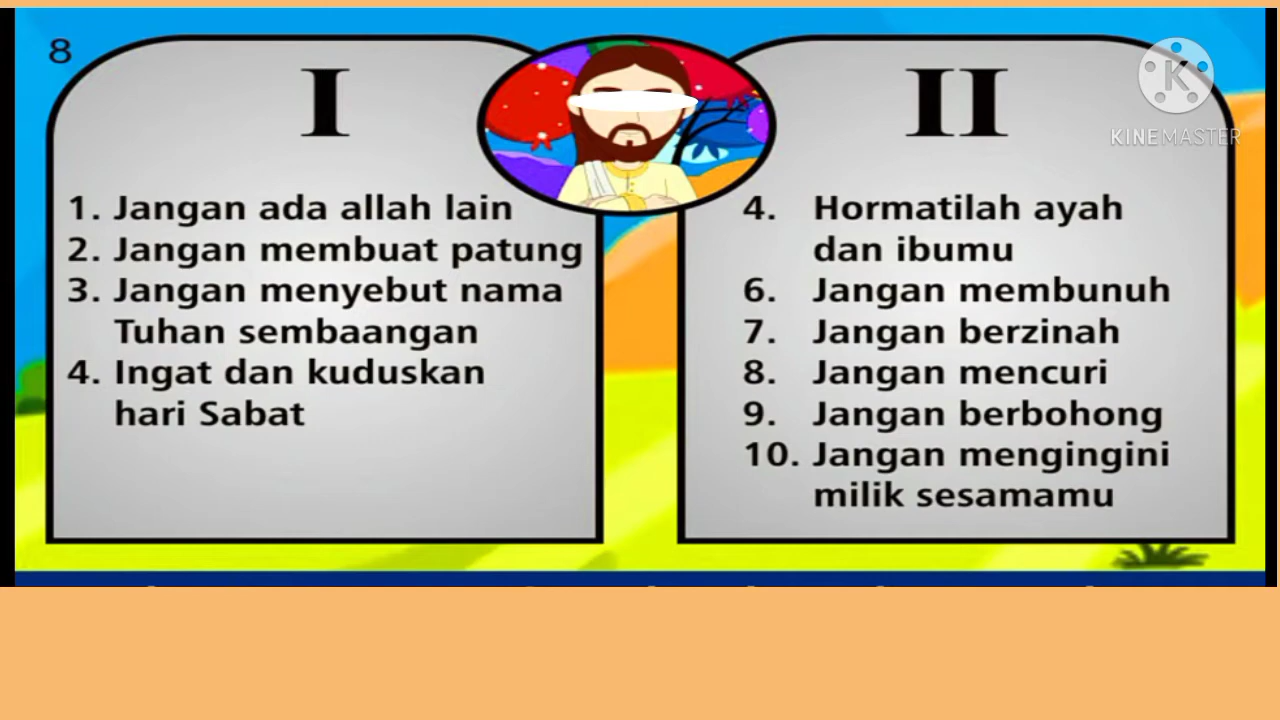 8
I
1. Jangan ada allah lain
2. Jangan membuat patung
3. Jangan menyebut nama
Tuhan sembaangan
4. Ingat dan kuduskan
hari Sabat
II
4. Hormatilah ayah
dan ibumu
6. Jangan membunuh
7. Jangan berzinah
8. Jangan mencuri
9. Jangan berbohong
10. Jangan mengingini
milik sesamamu
K
KINEMASTER